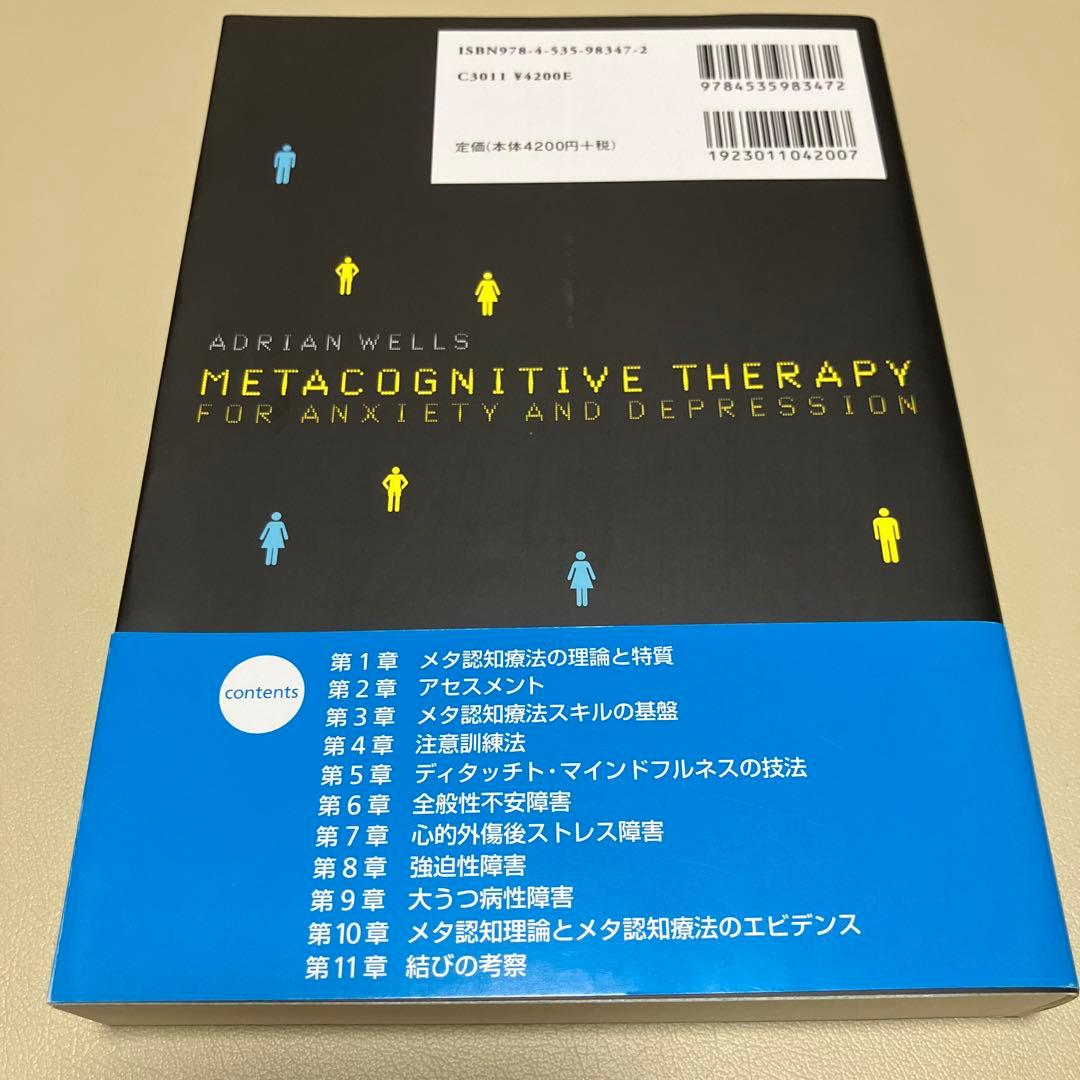 ISBN978-4-535-98347-2
C3011 ¥4200E
定価(本体4200円+税)
9784535983472
1923011042007
ADRIAN WELLS
METACOGNITIVE THERAPY
FOR ANXIETY AND DEPRESSION
contents
第1章 メタ認知療法の理論と特質
第2章 アセスメント
第3章 メタ認知療法スキルの基盤
第4章 注意訓練法
第5章 ディタッチト・マインドフルネスの技法
第6章 全般性不安障害
第7章 心的外傷後ストレス障害
第8章 強迫性障害
第9章 大うつ病性障害
第10章 メタ認知理論とメタ認知療法のエビデンス
第11章 結びの考察